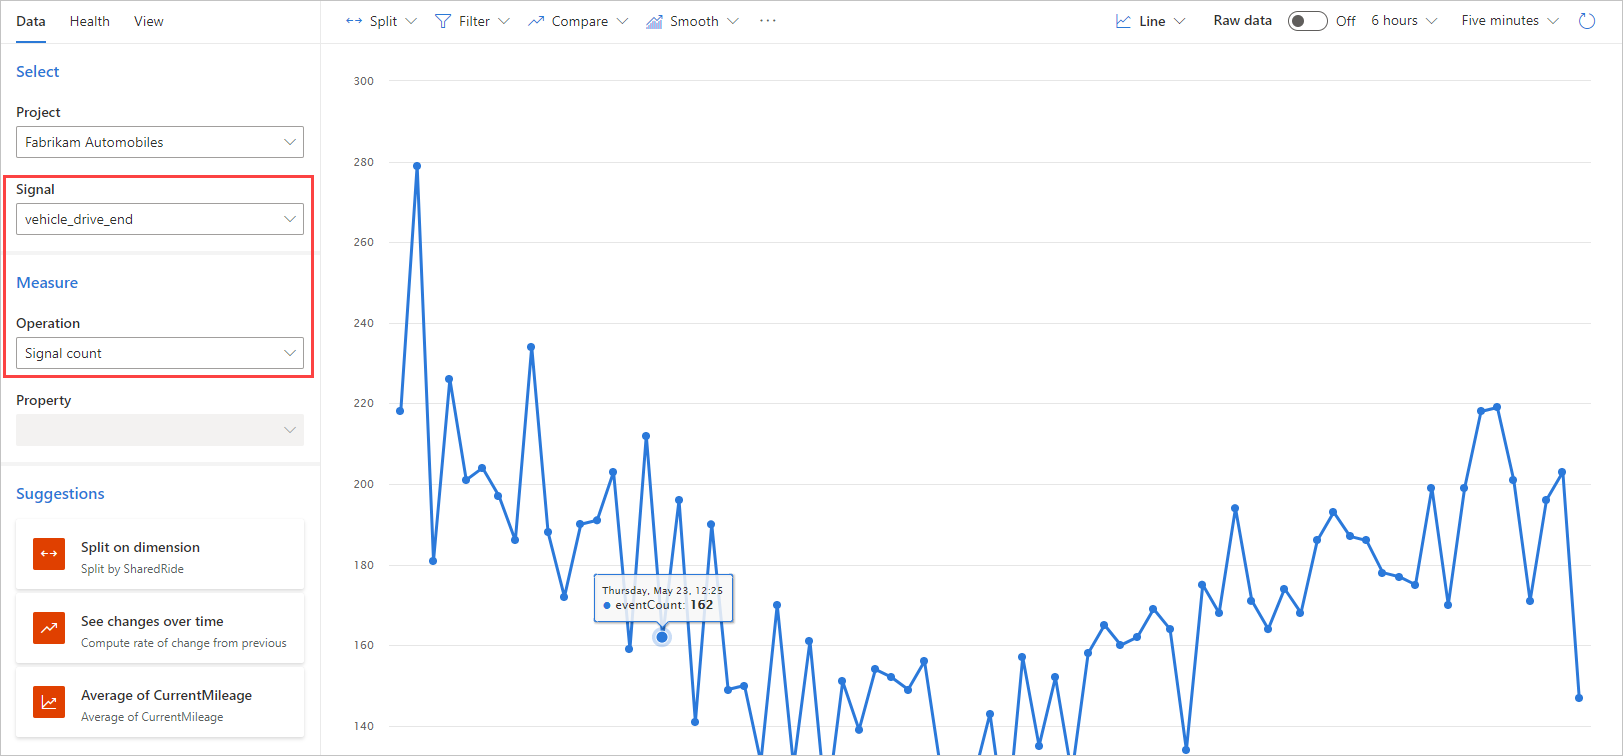 Data Health View
Split Filter Compare Smooth ··· Line Raw data Off 6 hours Five minutes
Select
Project
Fabrikam Automobiles
Signal
vehicle_drive_end
Measure
Operation
Signal count
Property
Suggestions
Split on dimension
Split by SharedRide
See changes over time
Compute rate of change from previous
Average of CurrentMileage
Average of CurrentMileage
300
280
260
240
220
200
180
160
140
Thursday, May 23, 12:25
eventCount: 162